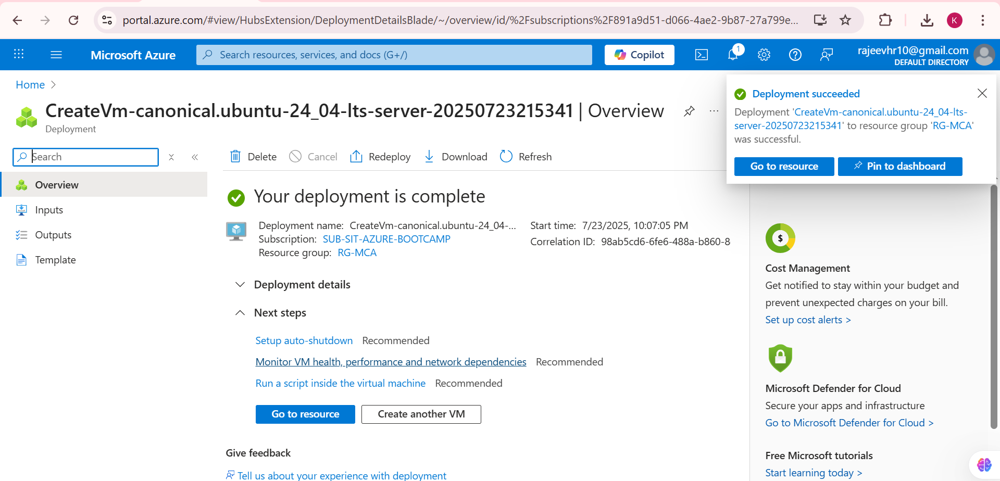 portal.azure.com/#view/HubsExtension/DeploymentDetailsBlade/~/overview/id/%2Fsubscriptions%2F891a9d51-d066-4ae2-9b87-27a799e...
K
Microsoft Azure
Search resources, services, and docs (G+/)
Copilot
1
rajeevhr10@gmail.com
DEFAULT DIRECTORY
Home
CreateVm-canonical.ubuntu-24_04-lts-server-20250723215341 | Overview
Deployment
Deployment succeeded
Deployment 'CreateVm-canonical.ubuntu-24_04-lts-
server-20250723215341' to resource group 'RG-MCA'
was successful.
Go to resource
Pin to dashboard
Search
Delete
Cancel
Redeploy
Download
Refresh
Overview
Inputs
Outputs
Template
Your deployment is complete
Deployment name: CreateVm-canonical.ubuntu-24_04-...
Subscription: SUB-SIT-AZURE-BOOTCAMP
Resource group: RG-MCA
Start time: 7/23/2025, 10:07:05 PM
Correlation ID: 98ab5cd6-6fe6-488a-b860-8
Deployment details
Next steps
Setup auto-shutdown Recommended
Monitor VM health, performance and network dependencies Recommended
Run a script inside the virtual machine Recommended
Go to resource
Create another VM
Give feedback
Tell us about your experience with deployment
$
Cost Management
Get notified to stay within your budget and
prevent unexpected charges on your bill.
Set up cost alerts >
Microsoft Defender for Cloud
Secure your apps and infrastructure
Go to Microsoft Defender for Cloud >
Free Microsoft tutorials
Start learning today >